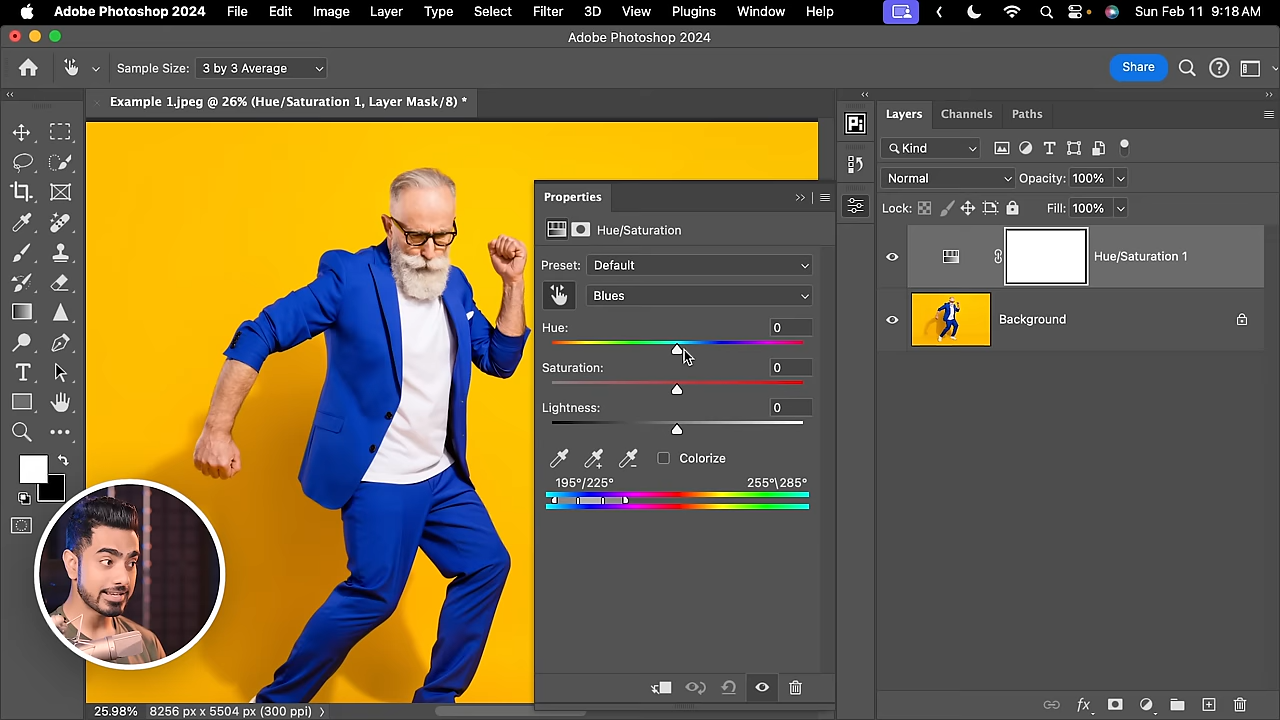 Adobe Photoshop 2024 File Edit Image Layer Type Select Filter 3D View Plugins Window Help Sun Feb 11 9:18 AM
Adobe Photoshop 2024
Sample Size: 3 by 3 Average Share
Example 1.jpeg @ 26% (Hue/Saturation 1, Layer Mask/8) *
Pi
Layers Channels Paths
Kind
Normal Opacity: 100%
Lock: Fill: 100%
Hue/Saturation 1
Background
Properties
Hue/Saturation
Preset: Default
Blues
Hue: 0
Saturation: 0
Lightness: 0
Colorize
195°/225° 255°\285°
25.98% 8256 px x 5504 px (300 ppi)
fx